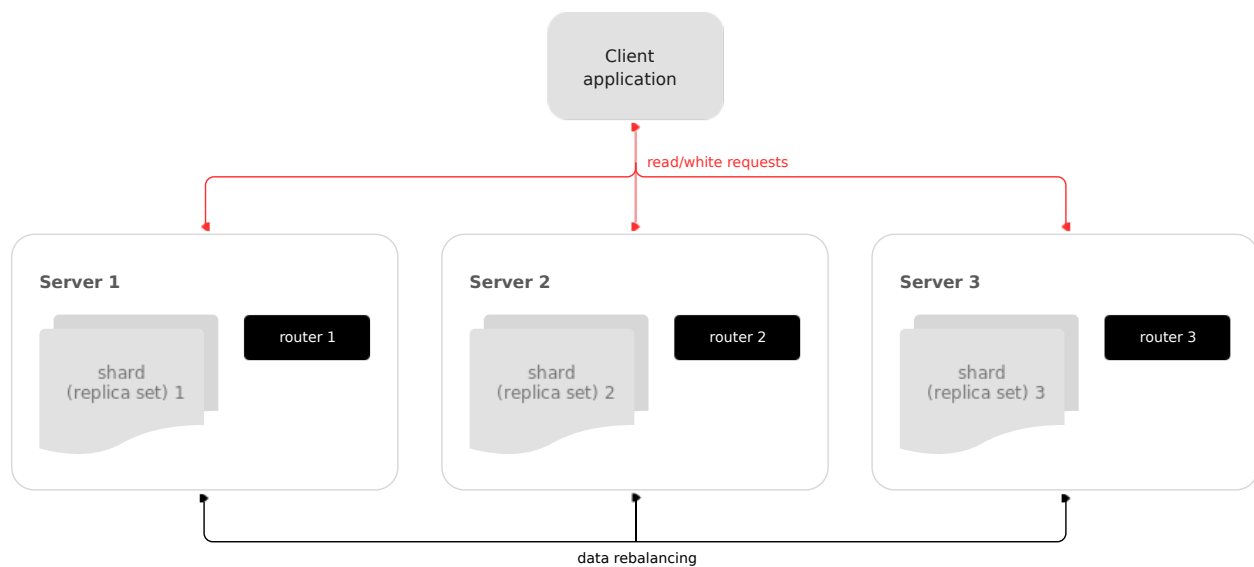 Client
application
read/white requests
Server 1
shard
(replica set) 1
router 1
Server 2
shard
(replica set) 2
router 2
Server 3
shard
(replica set) 3
router 3
data rebalancing